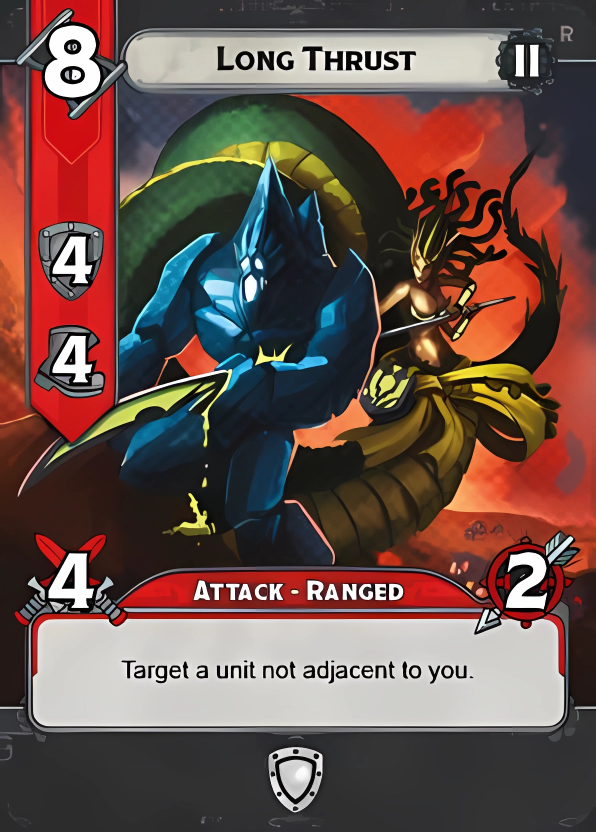 8
LONG THRUST
II
R
4
4
4
ATTACK - RANGED
2
Target a unit not adjacent to you.